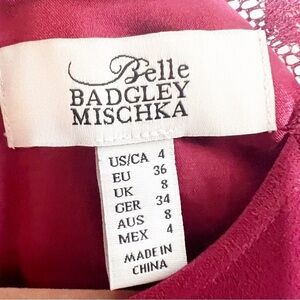 Belle
BADGLEY
MISCHKA
US/CA 4
EU 36
UK 8
GER 34
AUS 8
MEX 4
MADE IN
CHINA